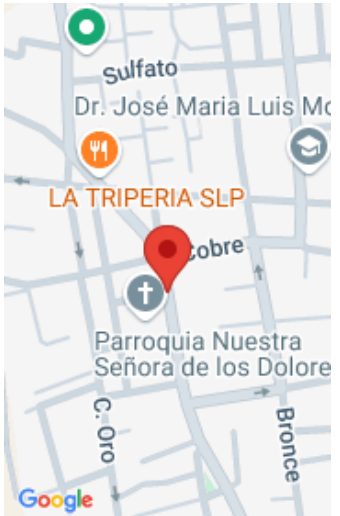 Sulfato
Dr. José Maria Luis Mo
LA TRIPERIA SLP
Cobre
Parroquia Nuestra
Señora de los Dolore
C. Oro
Bronce
Google